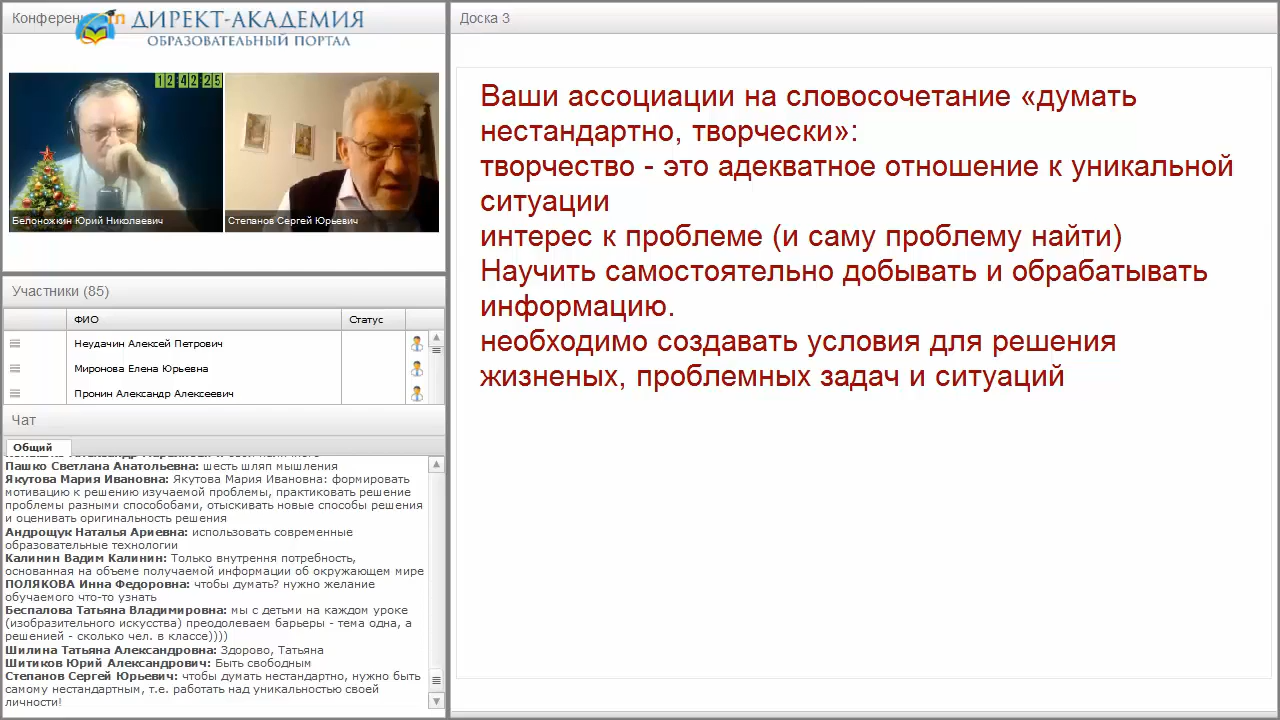 Конференц
ДИРЕКТ-АКАДЕМИЯ
ОБРАЗОВАТЕЛЬНЫЙ ПОРТАЛ
12:42:25
Белоножкин Юрий Николаевич
Степанов Сергей Юрьевич
Участники (85)
ФИО
Статус
Неудачин Алексей Петрович
Миронова Елена Юрьевна
Пронин Александр Алексеевич
Чат
Общий
Пашко Светлана Анатольевна: шесть шляп мышления
Якутова Мария Ивановна: Якутова Мария Ивановна: формировать
мотивацию к решению изучаемой проблемы, практиковать решение
проблемы разными способобами, отыскивать новые способы решения
и оценивать оригинальность решения
Андрощук Наталья Ариевна: использовать современные
образовательные технологии
Калинин Вадим Калинин: Только внутрення потребность,
основанная на объеме получаемой информации об окружающем мире
ПОЛЯКОВА Инна Федоровна: чтобы думать? нужно желание
обучаемого что-то узнать
Беспалова Татьяна Владимировна: мы с детьми на каждом уроке
(изобразительного искусства) преодолеваем барьеры - тема одна, а
решенией - сколько чел. в классе))))
Шилина Татьяна Александровна: Здорово, Татьяна
Шитиков Юрий Александрович: Быть свободным
Степанов Сергей Юрьевич: чтобы думать нестандартно, нужно быть
самому нестандартным, т.е. работать над уникальностью своей
личности!
Доска 3
Ваши ассоциации на словосочетание «думать
нестандартно, творчески»:
творчество - это адекватное отношение к уникальной
ситуации
интерес к проблеме (и саму проблему найти)
Научить самостоятельно добывать и обрабатывать
информацию.
необходимо создавать условия для решения
жизненых, проблемных задач и ситуаций